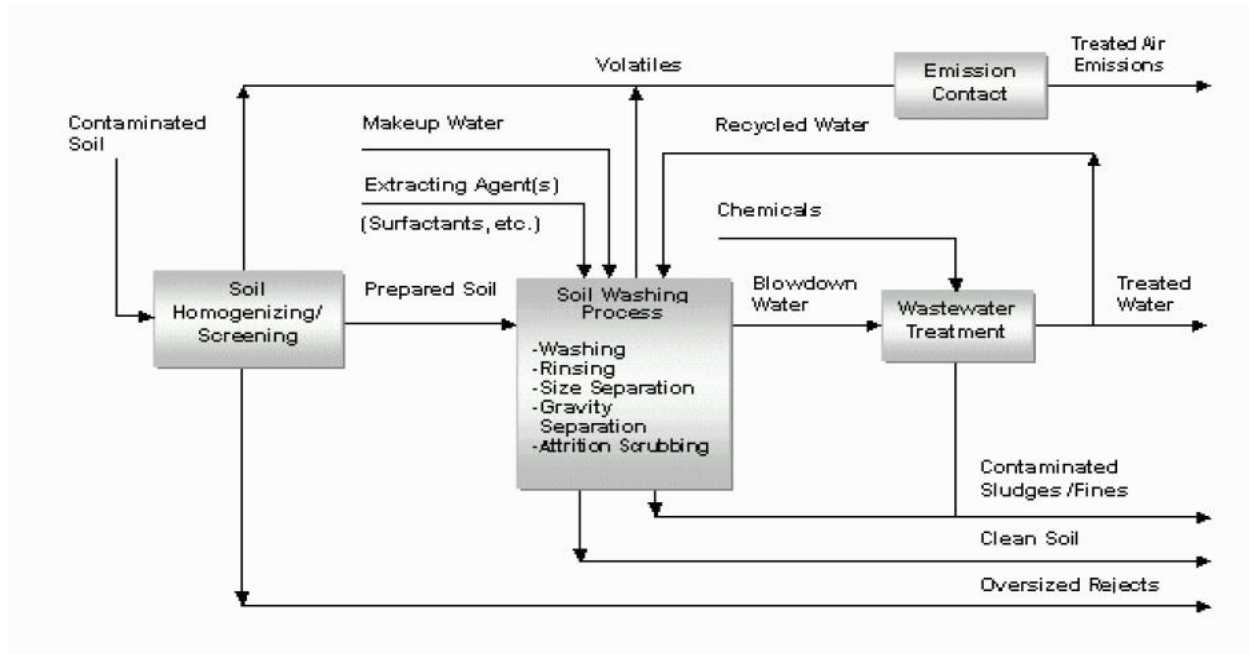 Treated Air
Emissions
Volatiles
Emission
Contact
Contaminated
Soil
Makeup Water
Recycled Water
Extracting Agent(s)
(Surfactants, etc.)
Chemicals
Soil
Homogenizing/
Screening
Prepared Soil
Soil Washing
Process
-Washing
-Rinsing
-Size Separation
-Gravity
Separation
-Attrition Scrubbing
Blowdown
Water
Wastewater
Treatment
Treated
Water
Contaminated
Sludges/Fines
Clean Soil
Oversized Rejects